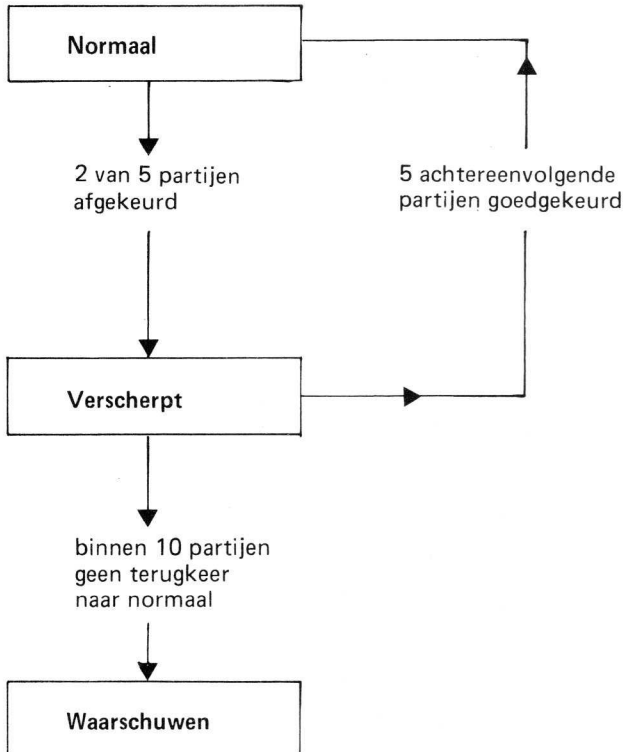 Normaal
2 van 5 partijen
afgekeurd
5 achtereenvolgende
partijen goedgekeurd
Verscherpt
binnen 10 partijen
geen terugkeer
naar normaal
Waarschuwen